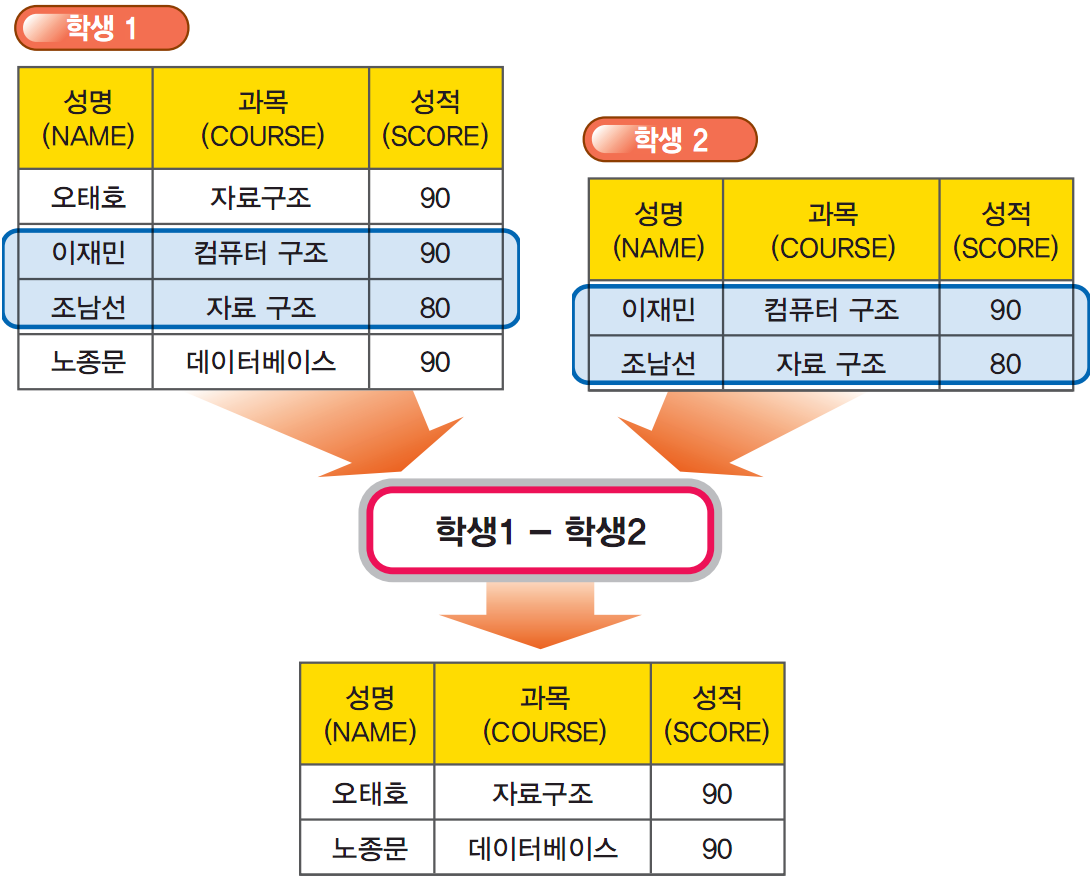 학생 1
성명 과목 성적
(NAME) (COURSE) (SCORE)
오태호 자료구조 90
이재민 컴퓨터 구조 90
조남선 자료 구조 80
노종문 데이터베이스 90
학생 2
성명 과목 성적
(NAME) (COURSE) (SCORE)
이재민 컴퓨터 구조 90
조남선 자료 구조 80
학생1 – 학생2
성명 과목 성적
(NAME) (COURSE) (SCORE)
오태호 자료구조 90
노종문 데이터베이스 90